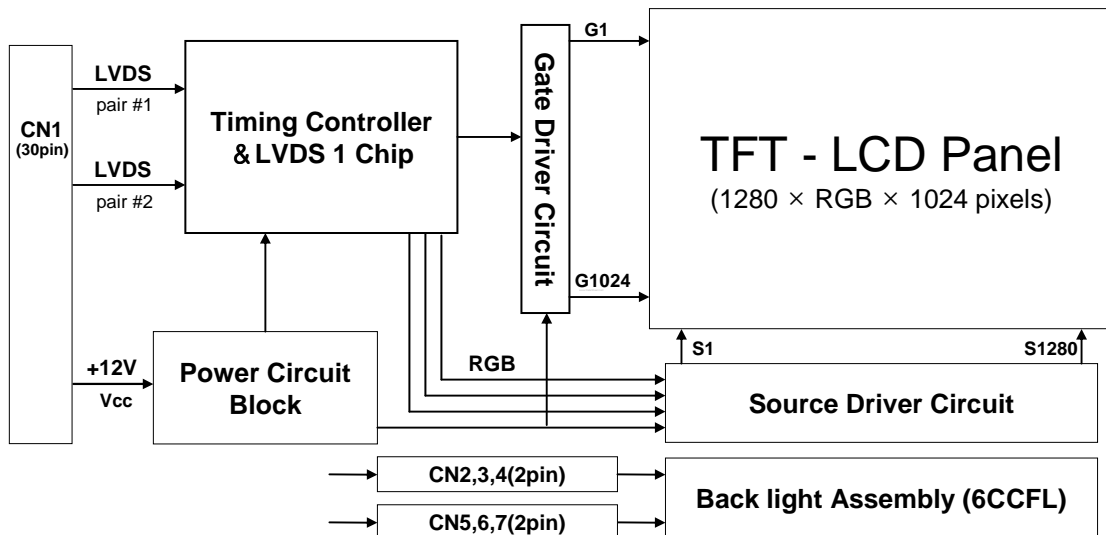 CN1
(30pin)
LVDS
pair #1
LVDS
pair #2
+12V
Vcc
Timing Controller
& LVDS 1 Chip
Power Circuit
Block
RGB
Gate Driver Circuit
G1
G1024
TFT - LCD Panel
(1280 × RGB × 1024 pixels)
S1
S1280
Source Driver Circuit
CN2,3,4(2pin)
CN5,6,7(2pin)
Back light Assembly (6CCFL)